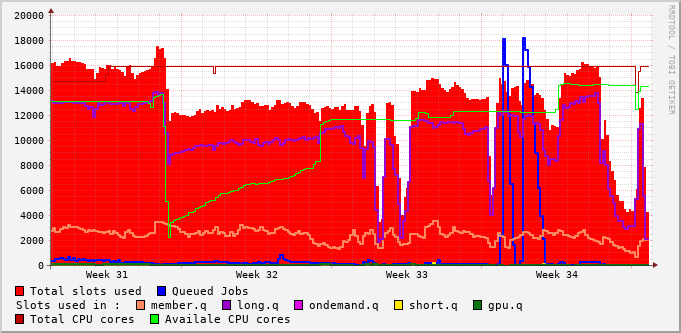 20000
18000
16000
14000
12000
10000
8000
6000
4000
2000
0
Week 31 Week 32 Week 33 Week 34
RRDTOOL / TOBI OETIKER
Total slots used Queued Jobs
Slots used in : member.q long.q ondemand.q short.q gpu.q
Total CPU cores Availale CPU cores